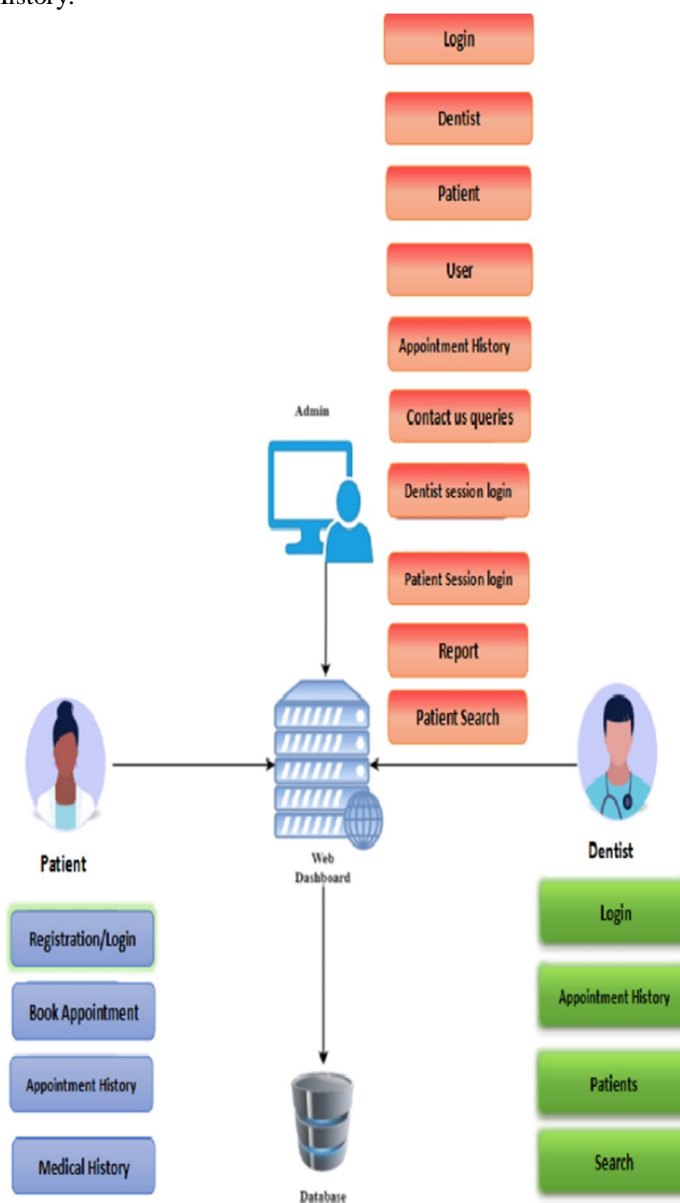 History.
Login
Dentist
Patient
User
Appointment History
Contact us queries
Dentist session login
Patient Session login
Report
Patient Search
Admin
Web
Dashboard
Patient
Registration/Login
Book Appointment
Appointment History
Medical History
Dentist
Login
Appointment History
Patients
Search
Database